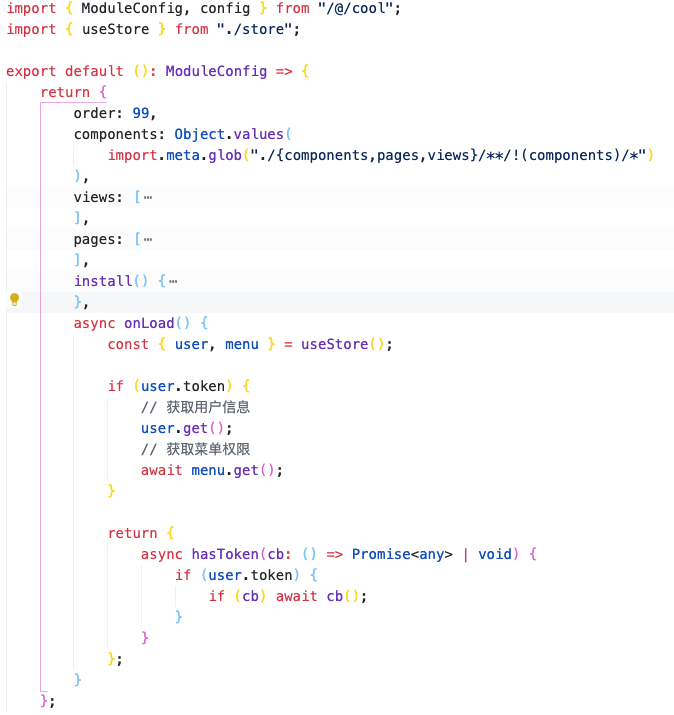 import { ModuleConfig, config } from "/@/cool";
import { useStore } from "./store";

export default (): ModuleConfig => {
    return {
        order: 99,
        components: Object.values(
            import.meta.glob("./{components,pages,views}/**/!(components)/*")
        ),
        views: [⋯
        ],
        pages: [⋯
        ],
        install() {⋯
        },
        async onLoad() {
            const { user, menu } = useStore();

            if (user.token) {
                // 获取用户信息
                user.get();
                // 获取菜单权限
                await menu.get();
            }

            return {
                async hasToken(cb: () => Promise<any> | void) {
                    if (user.token) {
                        if (cb) await cb();
                    }
                }
            };
        }
    };